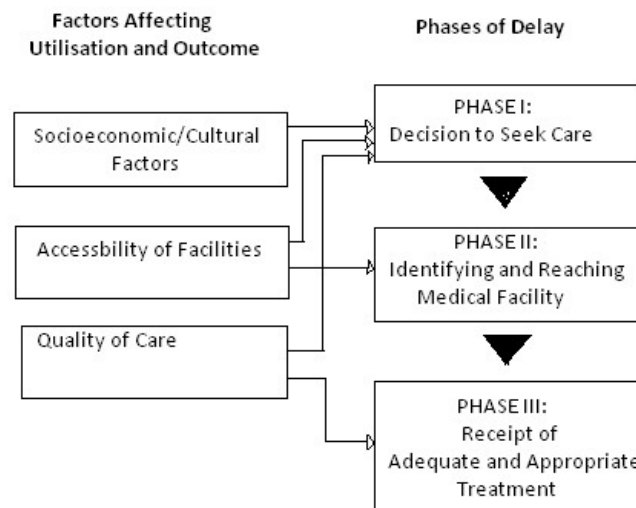 Factors Affecting
Utilisation and Outcome
Phases of Delay
Socioeconomic/Cultural
Factors
Accessbility of Facilities
Quality of Care
PHASE I:
Decision to Seek Care
PHASE II:
Identifying and Reaching
Medical Facility
PHASE III:
Receipt of
Adequate and Appropriate
Treatment